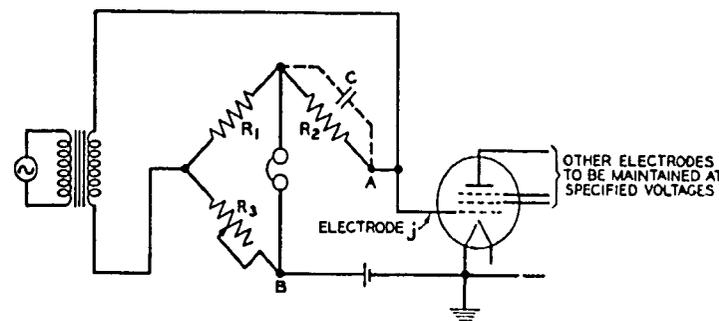 C
R1
R2
A
R3
B
ELECTRODE j
OTHER ELECTRODES
TO BE MAINTAINED AT
SPECIFIED VOLTAGES